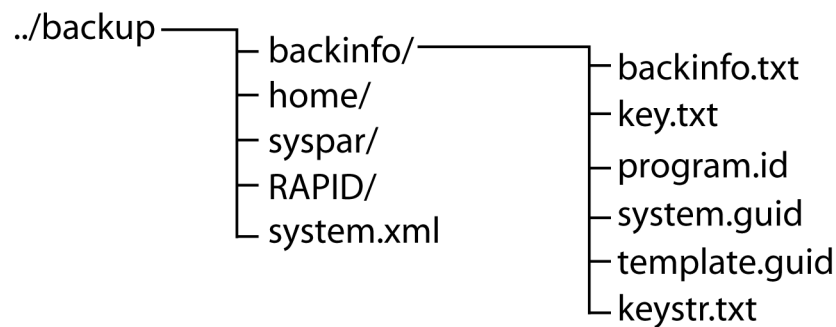 ../backup
backinfo/
home/
syspar/
RAPID/
system.xml
backinfo.txt
key.txt
program.id
system.guid
template.guid
keystr.txt